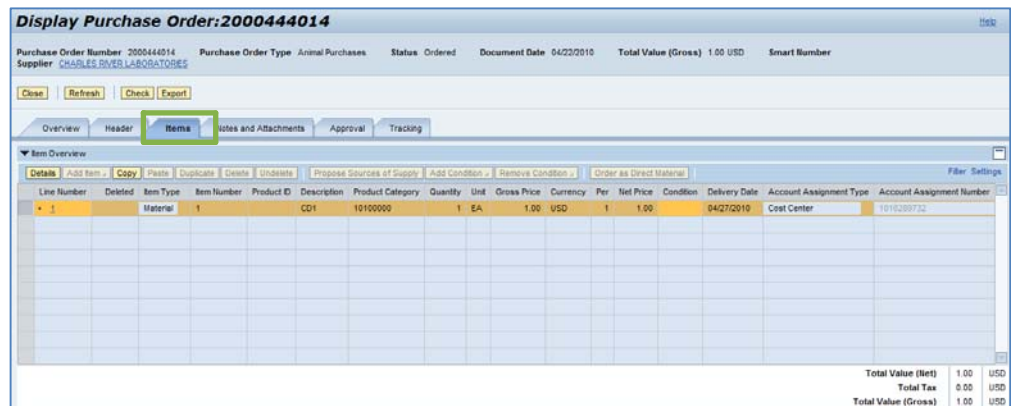 Display Purchase Order:2000444014 Help
Purchase Order Number 2000444014 Purchase Order Type Animal Purchases Status Ordered Document Date 04/22/2010 Total Value (Gross) 1.00 USD Smart Number
Supplier CHARLES RIVER LABORATORIES
Close Refresh Check Export
Overview Header Items Notes and Attachments Approval Tracking
Item Overview
Details Add Item Copy Paste Duplicate Delete Undelete Propose Sources of Supply Add Condition Remove Condition Order as Direct Material Filter Settings
Line Number Deleted Item Type Item Number Product ID Description Product Category Quantity Unit Gross Price Currency Per Net Price Condition Delivery Date Account Assignment Type Account Assignment Number
• 1 Material 1 CD1 10100000 1 EA 1.00 USD 1 1.00 04/27/2010 Cost Center
Total Value (Net) 1.00 USD
Total Tax 0.00 USD
Total Value (Gross) 1.00 USD